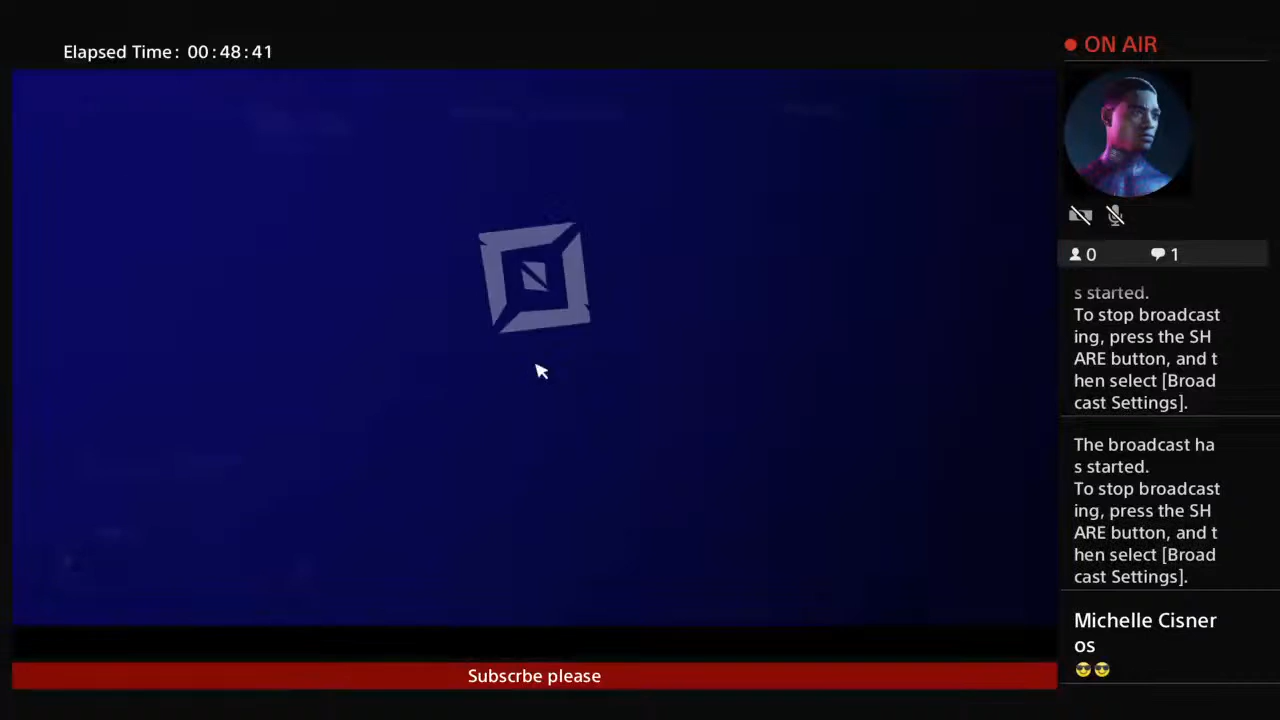 Elapsed Time: 00:48:41
ON AIR
0
1
s started.
To stop broadcast
ing, press the SH
ARE button, and t
hen select [Broad
cast Settings].
The broadcast ha
s started.
To stop broadcast
ing, press the SH
ARE button, and t
hen select [Broad
cast Settings].
Michelle Cisner
os
😎😎
Subscrbe please